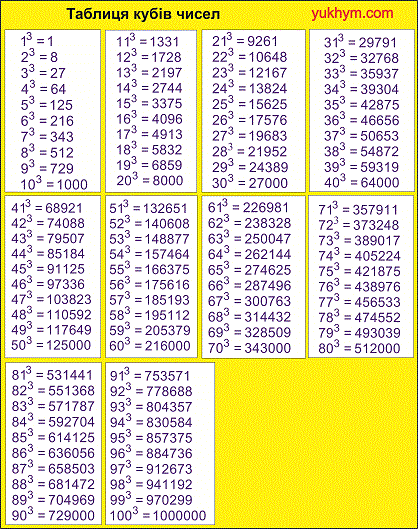 Таблиця кубів чисел
yukhym.com
1³ = 1
2³ = 8
3³ = 27
4³ = 64
5³ = 125
6³ = 216
7³ = 343
8³ = 512
9³ = 729
10³ = 1000
11³ = 1331
12³ = 1728
13³ = 2197
14³ = 2744
15³ = 3375
16³ = 4096
17³ = 4913
18³ = 5832
19³ = 6859
20³ = 8000
21³ = 9261
22³ = 10648
23³ = 12167
24³ = 13824
25³ = 15625
26³ = 17576
27³ = 19683
28³ = 21952
29³ = 24389
30³ = 27000
31³ = 29791
32³ = 32768
33³ = 35937
34³ = 39304
35³ = 42875
36³ = 46656
37³ = 50653
38³ = 54872
39³ = 59319
40³ = 64000
41³ = 68921
42³ = 74088
43³ = 79507
44³ = 85184
45³ = 91125
46³ = 97336
47³ = 103823
48³ = 110592
49³ = 117649
50³ = 125000
51³ = 132651
52³ = 140608
53³ = 148877
54³ = 157464
55³ = 166375
56³ = 175616
57³ = 185193
58³ = 195112
59³ = 205379
60³ = 216000
61³ = 226981
62³ = 238328
63³ = 250047
64³ = 262144
65³ = 274625
66³ = 287496
67³ = 300763
68³ = 314432
69³ = 328509
70³ = 343000
71³ = 357911
72³ = 373248
73³ = 389017
74³ = 405224
75³ = 421875
76³ = 438976
77³ = 456533
78³ = 474552
79³ = 493039
80³ = 512000
81³ = 531441
82³ = 551368
83³ = 571787
84³ = 592704
85³ = 614125
86³ = 636056
87³ = 658503
88³ = 681472
89³ = 704969
90³ = 729000
91³ = 753571
92³ = 778688
93³ = 804357
94³ = 830584
95³ = 857375
96³ = 884736
97³ = 912673
98³ = 941192
99³ = 970299
100³ = 1000000